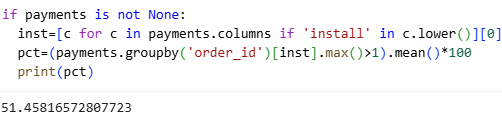 if payments is not None:
  inst=[c for c in payments.columns if 'install' in c.lower()][0]
  pct=(payments.groupby('order_id')[inst].max()>1).mean()*100
  print(pct)
51.45816572807723